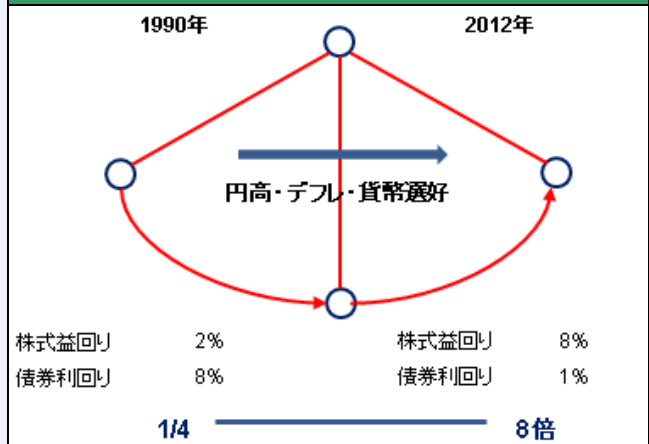 1990年 2012年
円高・デフレ・貨幣選好
株式益回り 2% 株式益回り 8%
債券利回り 8% 債券利回り 1%
1/4 8倍